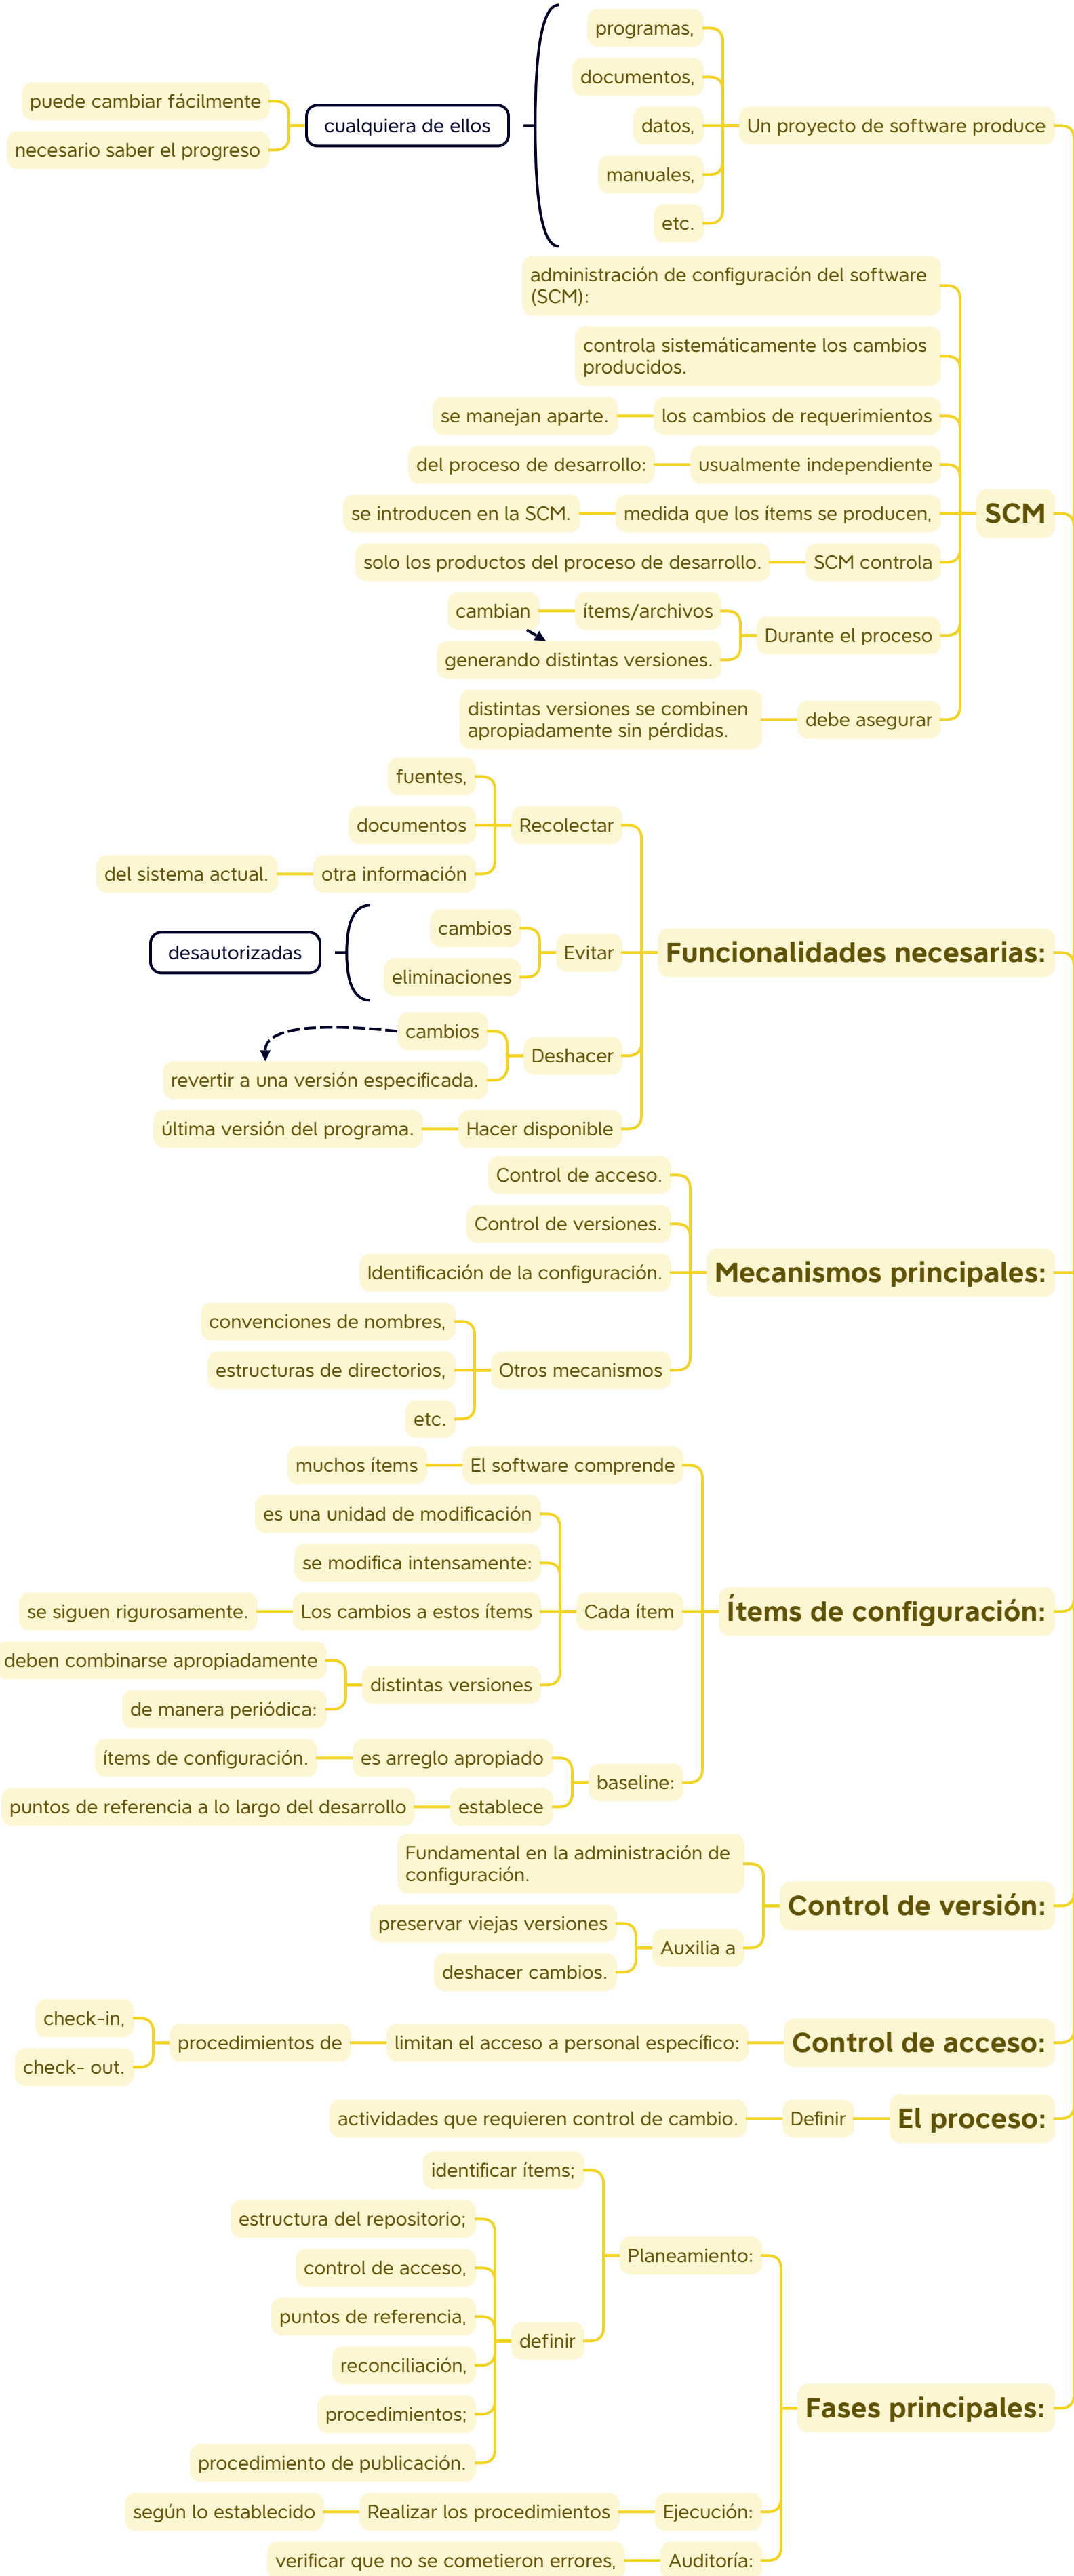 Un proyecto de software produce
programas,
documentos,
datos,
manuales,
etc.
cualquiera de ellos
puede cambiar fácilmente
necesario saber el progreso
SCM
administración de configuración del software
(SCM):
controla sistemáticamente los cambios
producidos.
los cambios de requerimientos
se manejan aparte.
usualmente independiente
del proceso de desarrollo:
medida que los ítems se producen,
se introducen en la SCM.
SCM controla
solo los productos del proceso de desarrollo.
Durante el proceso
ítems/archivos
cambian
generando distintas versiones.
debe asegurar
distintas versiones se combinen
apropiadamente sin pérdidas.
Funcionalidades necesarias:
Recolectar
fuentes,
documentos
otra información
del sistema actual.
Evitar
cambios
eliminaciones
desautorizadas
Deshacer
cambios
revertir a una versión especificada.
Hacer disponible
última versión del programa.
Mecanismos principales:
Control de acceso.
Control de versiones.
Identificación de la configuración.
Otros mecanismos
convenciones de nombres,
estructuras de directorios,
etc.
Ítems de configuración:
El software comprende
muchos ítems
Cada ítem
es una unidad de modificación
se modifica intensamente:
Los cambios a estos ítems
se siguen rigurosamente.
distintas versiones
deben combinarse apropiadamente
de manera periódica:
baseline:
es arreglo apropiado
ítems de configuración.
establece
puntos de referencia a lo largo del desarrollo
Control de versión:
Fundamental en la administración de
configuración.
Auxilia a
preservar viejas versiones
deshacer cambios.
Control de acceso:
limitan el acceso a personal específico:
procedimientos de
check-in,
check- out.
El proceso:
Definir
actividades que requieren control de cambio.
Fases principales:
Planeamiento:
identificar ítems;
definir
estructura del repositorio;
control de acceso,
puntos de referencia,
reconciliación,
procedimientos;
procedimiento de publicación.
Ejecución:
Realizar los procedimientos
según lo establecido
Auditoría:
verificar que no se cometieron errores,